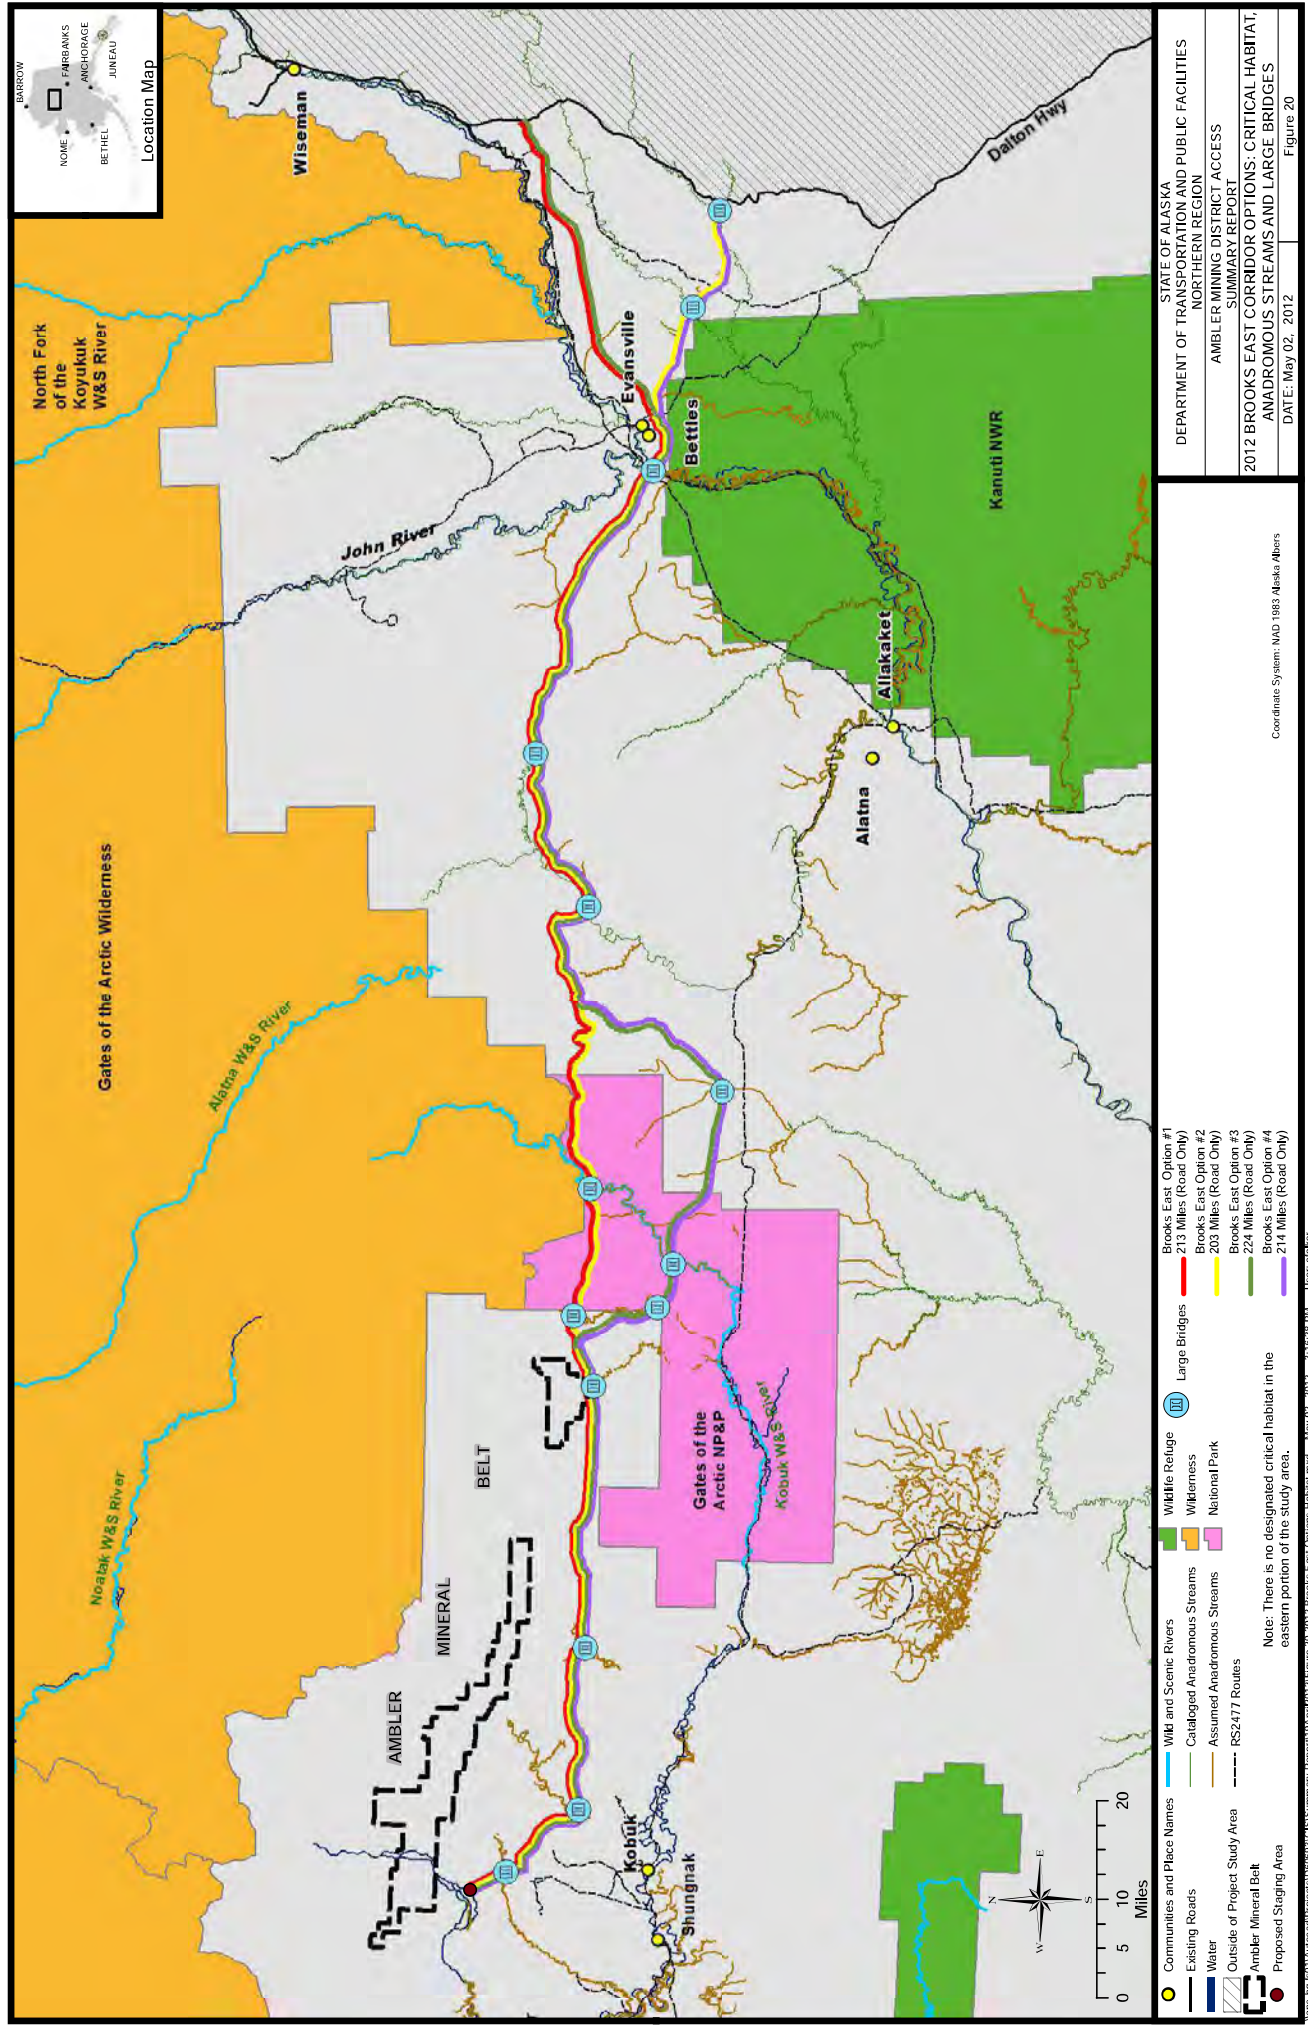 BARROW
NOME
FAIRBANKS
ANCHORAGE
BETHEL
JUNEAU
Location Map
Wiseman
North Fork
of the
Koyukuk
W&S River
Gates of the Arctic Wilderness
Alatna W&S River
Noatak W&S River
John River
Evansville
Bettles
Dalton Hwy
Kanuti NWR
Allakaket
Alatna
AMBLER
MINERAL
BELT
Gates of the
Arctic NP&P
Kobuk W&S River
Kobuk
Shungnak
N
E
S
W
0
5
10
20
Miles
Communities and Place Names
Existing Roads
Water
Outside of Project Study Area
Ambler Mineral Belt
Proposed Staging Area
Wild and Scenic Rivers
Cataloged Anadromous Streams
Assumed Anadromous Streams
RS2477 Routes
Wildlife Refuge
Wilderness
National Park
Large Bridges
Note: There is no designated critical habitat in the
eastern portion of the study area.
Brooks East Option #1
213 Miles (Road Only)
Brooks East Option #2
203 Miles (Road Only)
Brooks East Option #3
224 Miles (Road Only)
Brooks East Option #4
214 Miles (Road Only)
Coordinate System: NAD 1983 Alaska Albers
STATE OF ALASKA
DEPARTMENT OF TRANSPORTATION AND PUBLIC FACILITIES
NORTHERN REGION
AMBLER MINING DISTRICT ACCESS
SUMMARY REPORT
2012 BROOKS EAST CORRIDOR OPTIONS: CRITICAL HABITAT,
ANADROMOUS STREAMS AND LARGE BRIDGES
DATE: May 02, 2012
Figure 20